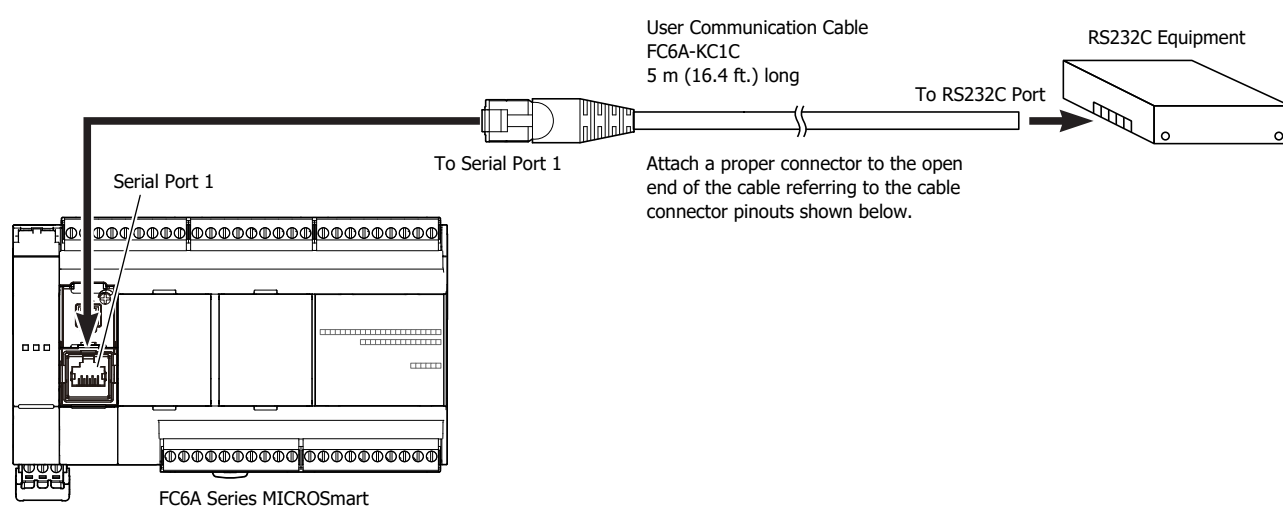 User Communication Cable
FC6A-KC1C
5 m (16.4 ft.) long
RS232C Equipment
To RS232C Port
To Serial Port 1
Attach a proper connector to the open
end of the cable referring to the cable
connector pinouts shown below.
Serial Port 1
FC6A Series MICROSmart